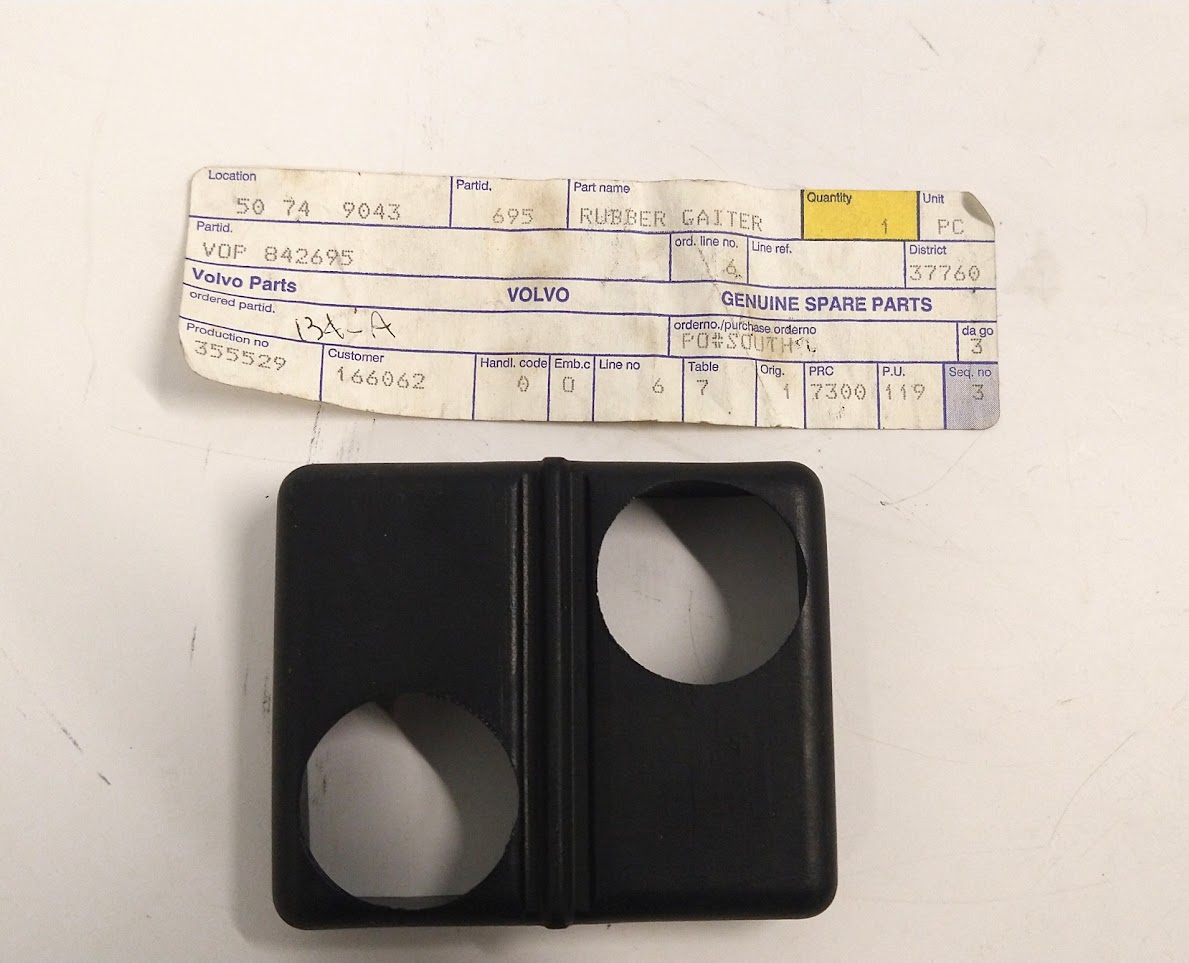 Location Partid. Part name Quantity Unit
50 74 9043 695 RUBBER GAITER 1 PC
Partid. ord. line no. Line ref. District
VOP 842695 6 37760
Volvo Parts VOLVO GENUINE SPARE PARTS
ordered partid. orderno./purchase orderno da go
PO#SOUTH 3
Production no Customer Handl. code Emb.c Line no Table Orig. PRC P.U. Seq. no
355529 166062 0 0 6 7 1 7300 119 3